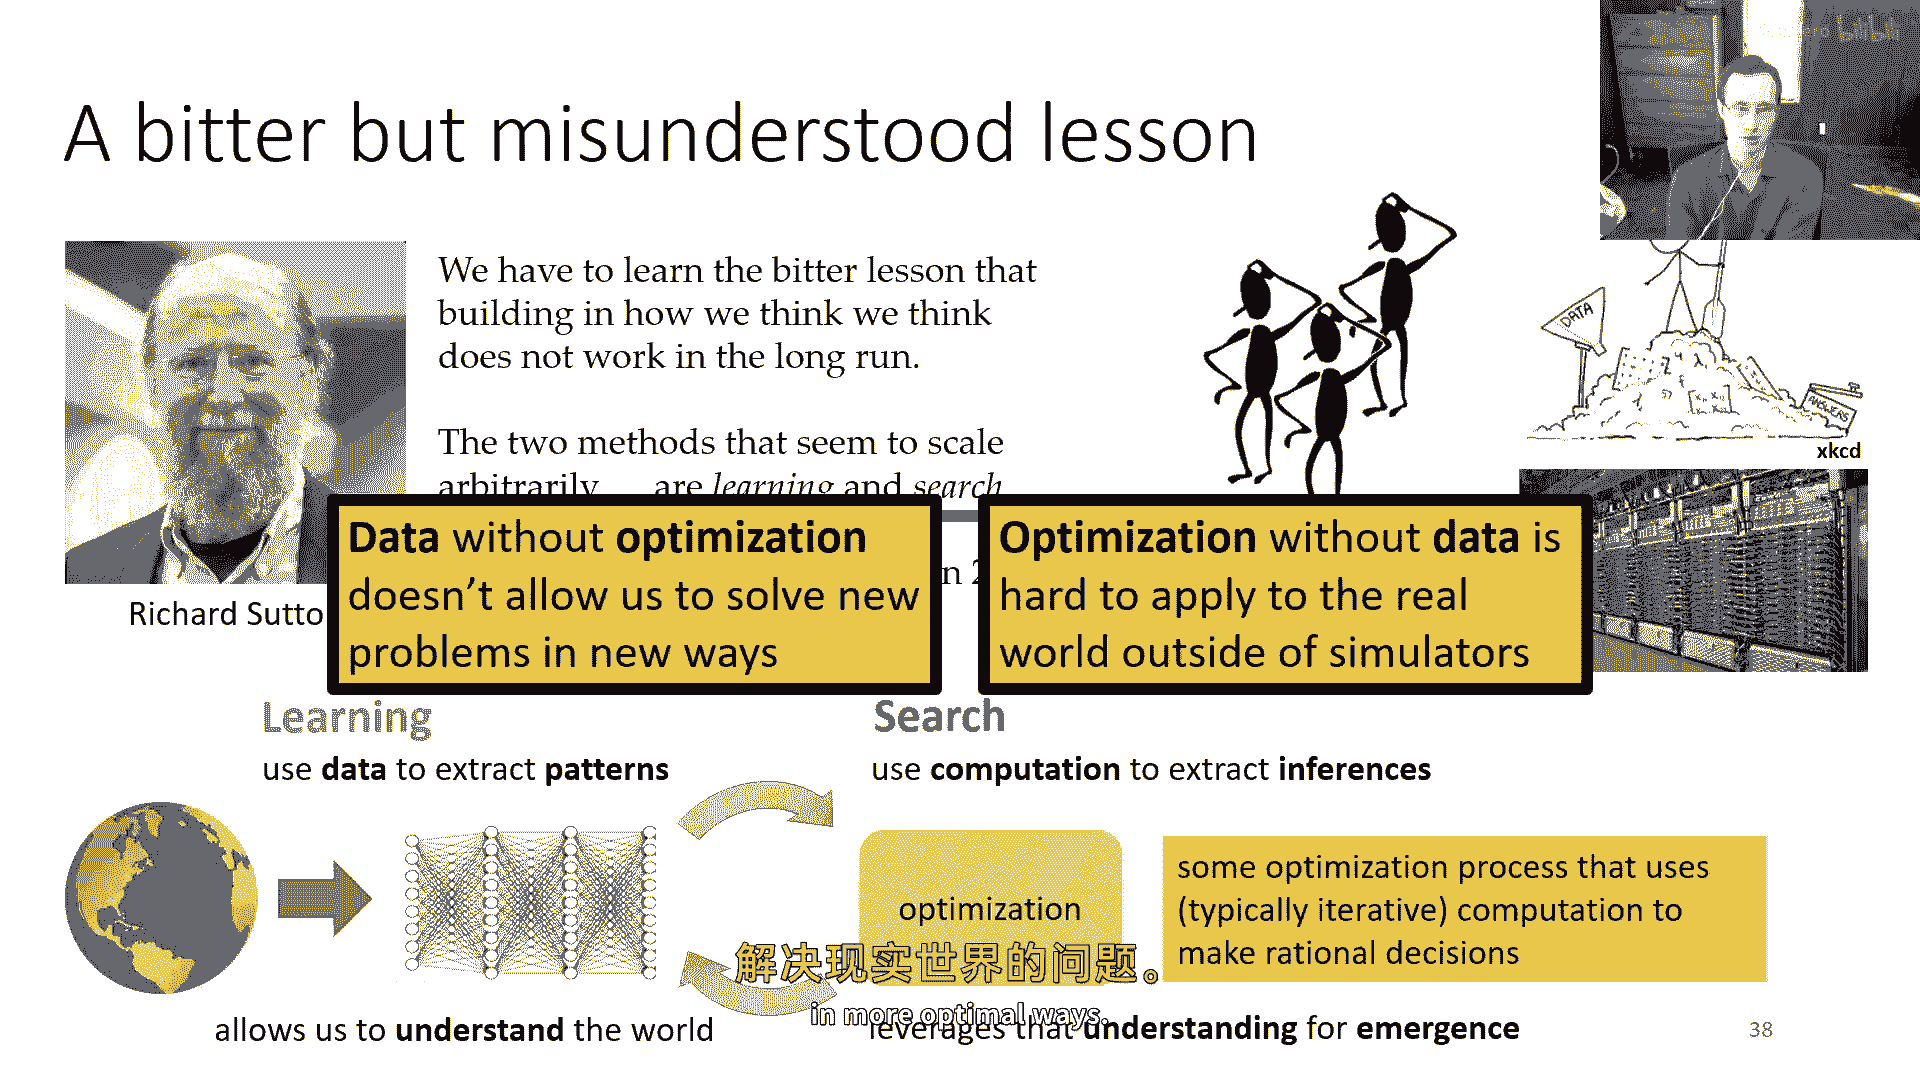 bilibili
A bitter but misunderstood lesson
We have to learn the bitter lesson that
building in how we think we think
does not work in the long run.
The two methods that seem to scale
arbitrarily ... are learning and search
DATA
ANSWERS
xkcd
Richard Sutto
Data without optimization
doesn't allow us to solve new
problems in new ways
Optimization without data is
hard to apply to the real
world outside of simulators
Learning
use data to extract patterns
Search
use computation to extract inferences
optimization
some optimization process that uses
(typically iterative) computation to
make rational decisions
解决现实世界的问题。
in more optimal ways.
allows us to understand the world
leverages that understanding for emergence
38